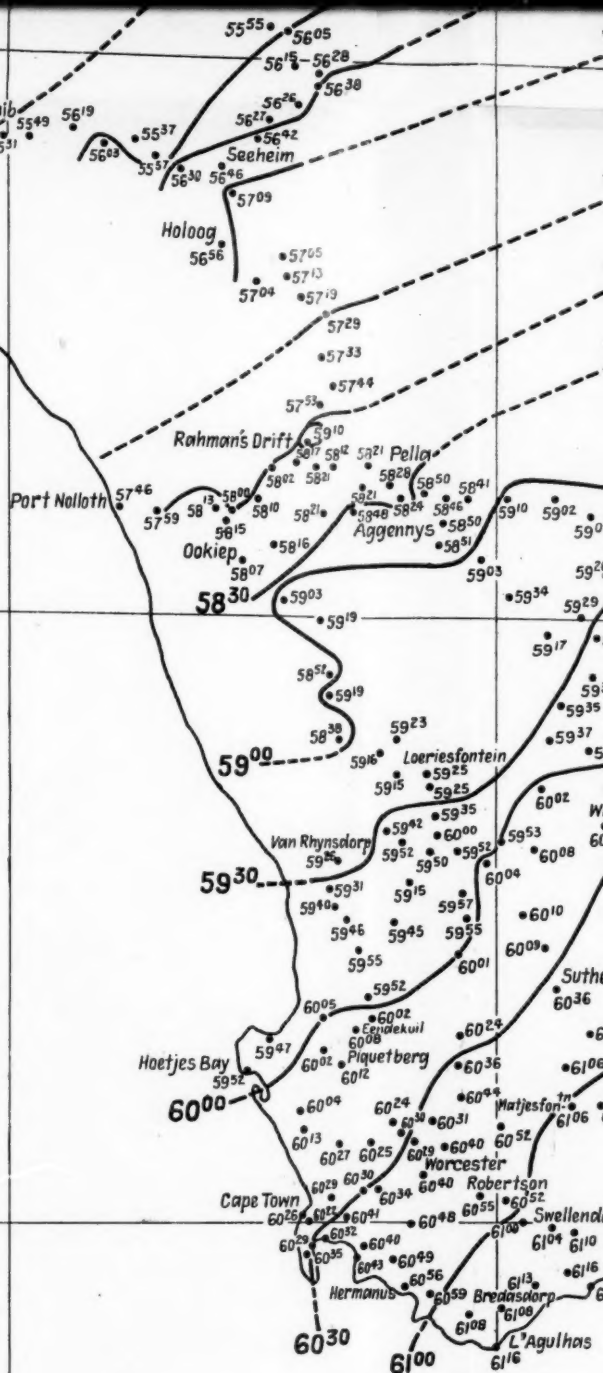 55⁵⁵ 56⁰⁵
56¹⁵ 56²⁸
56³⁸
56²⁶
56²⁷
55⁴⁹ 56¹⁹ 55³⁷ 56⁴²
56⁰³ 55⁵⁷ 56³⁰ Seeheim
56⁴⁶
57⁰⁹
Holoog
56⁵⁶ 57⁰⁵
57⁰⁴ 57¹³
57¹⁹
57²⁹
57³³
57⁴⁴
57⁵³
59¹⁰
Rahman's Drift
58¹⁷ 58¹² 58²¹ Pella
58⁰² 58²¹ 58²⁸
58²¹ 58⁵⁰ 58⁴¹
Port Nolloth 57⁴⁶ 57⁵⁹ 58¹³ 58⁰⁰ 58¹⁰ 58²¹ 58⁴⁸ 58²⁴ 58⁴⁶ 59¹⁰ 59⁰²
58¹⁵ Aggennys 58⁵⁰
Ookiep 58¹⁶ 58⁵¹
58⁰⁷ 59⁰³
58³⁰ 59⁰³ 59³⁴
59¹⁹ 59²⁹
59¹⁷
58⁵²
59¹⁹ 59³⁵
58³⁸ 59²³ 59³⁷
59⁰⁰ 59¹⁶ Loeriesfontein
59¹⁵ 59²⁵
59²⁵ 60⁰²
59³⁵
59⁴² 60⁰⁰ 59⁵³
Van Rhynsdorp 59⁵² 59⁵⁰ 59⁵² 60⁰⁸
59²⁶ 60⁰⁴
59³⁰ 59³¹ 59¹⁵
59⁴⁰ 59⁵⁷
59⁴⁶ 59⁴⁵ 59⁵⁵ 60¹⁰
59⁵⁵ 60⁰¹ 60⁰⁹
59⁵² 60³⁶
60⁰⁵ 60⁰²
Eendekuil
59⁴⁷ 60⁰⁸ 60²⁴
Hoetjes Bay 60⁰² Piquetberg 60³⁶ 61⁰⁶
59⁵² 60¹²
60⁰⁰ 60⁴⁴ Matjesfont'n
60⁰⁴ 60²⁴ 60³⁰ 60³¹ 61⁰⁶
60¹³ 60⁵²
60²⁷ 60²⁵ 60²⁹ 60⁴⁰
Worcester
60²⁹ 60³⁰ 60³⁴ 60⁴⁰ Robertson
Cape Town 60⁵⁵ 60⁵²
60²⁶ 60²² 60⁴¹ 60⁴⁸ 61⁰⁰
60²⁹ 60³² 60⁴⁰ 61⁰⁴ 61¹⁰
60³⁵ 60⁴³ 60⁴⁹
60⁵⁶ 61¹³ 61¹⁶
Hermanus 60⁵⁹ Bredasdorp
61⁰⁸ 61⁰⁸
60³⁰ L'Agulhas
61⁰⁰ 61¹⁶